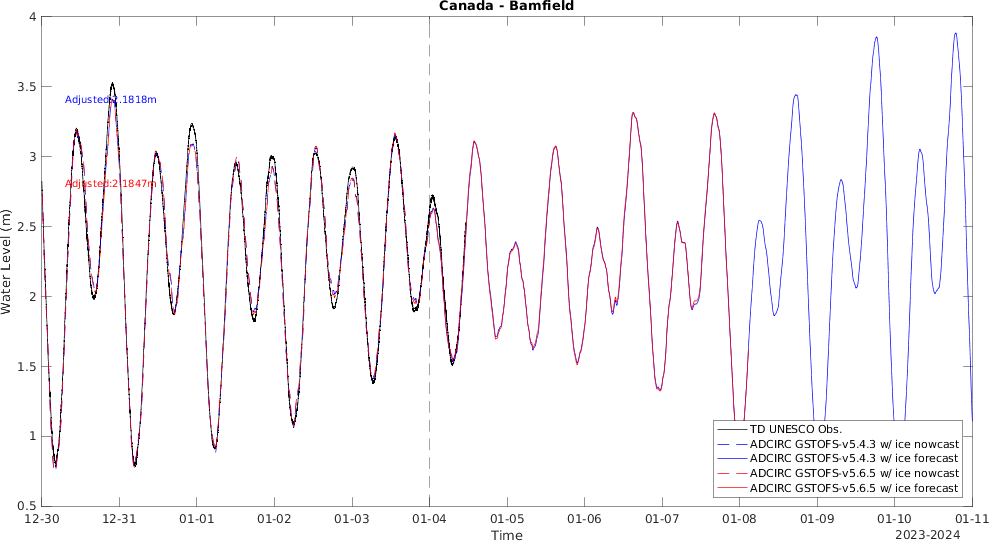 Canada - Bamfield
4
3.5
3
2.5
2
1.5
1
0.5
Water Level (m)
Adjusted:2.1818m
Adjusted:2.1847m
TD UNESCO Obs.
ADCIRC GSTOFS-v5.4.3 w/ ice nowcast
ADCIRC GSTOFS-v5.4.3 w/ ice forecast
ADCIRC GSTOFS-v5.6.5 w/ ice nowcast
ADCIRC GSTOFS-v5.6.5 w/ ice forecast
12-30 12-31 01-01 01-02 01-03 01-04 01-05 01-06 01-07 01-08 01-09 01-10 01-11
Time
2023-2024